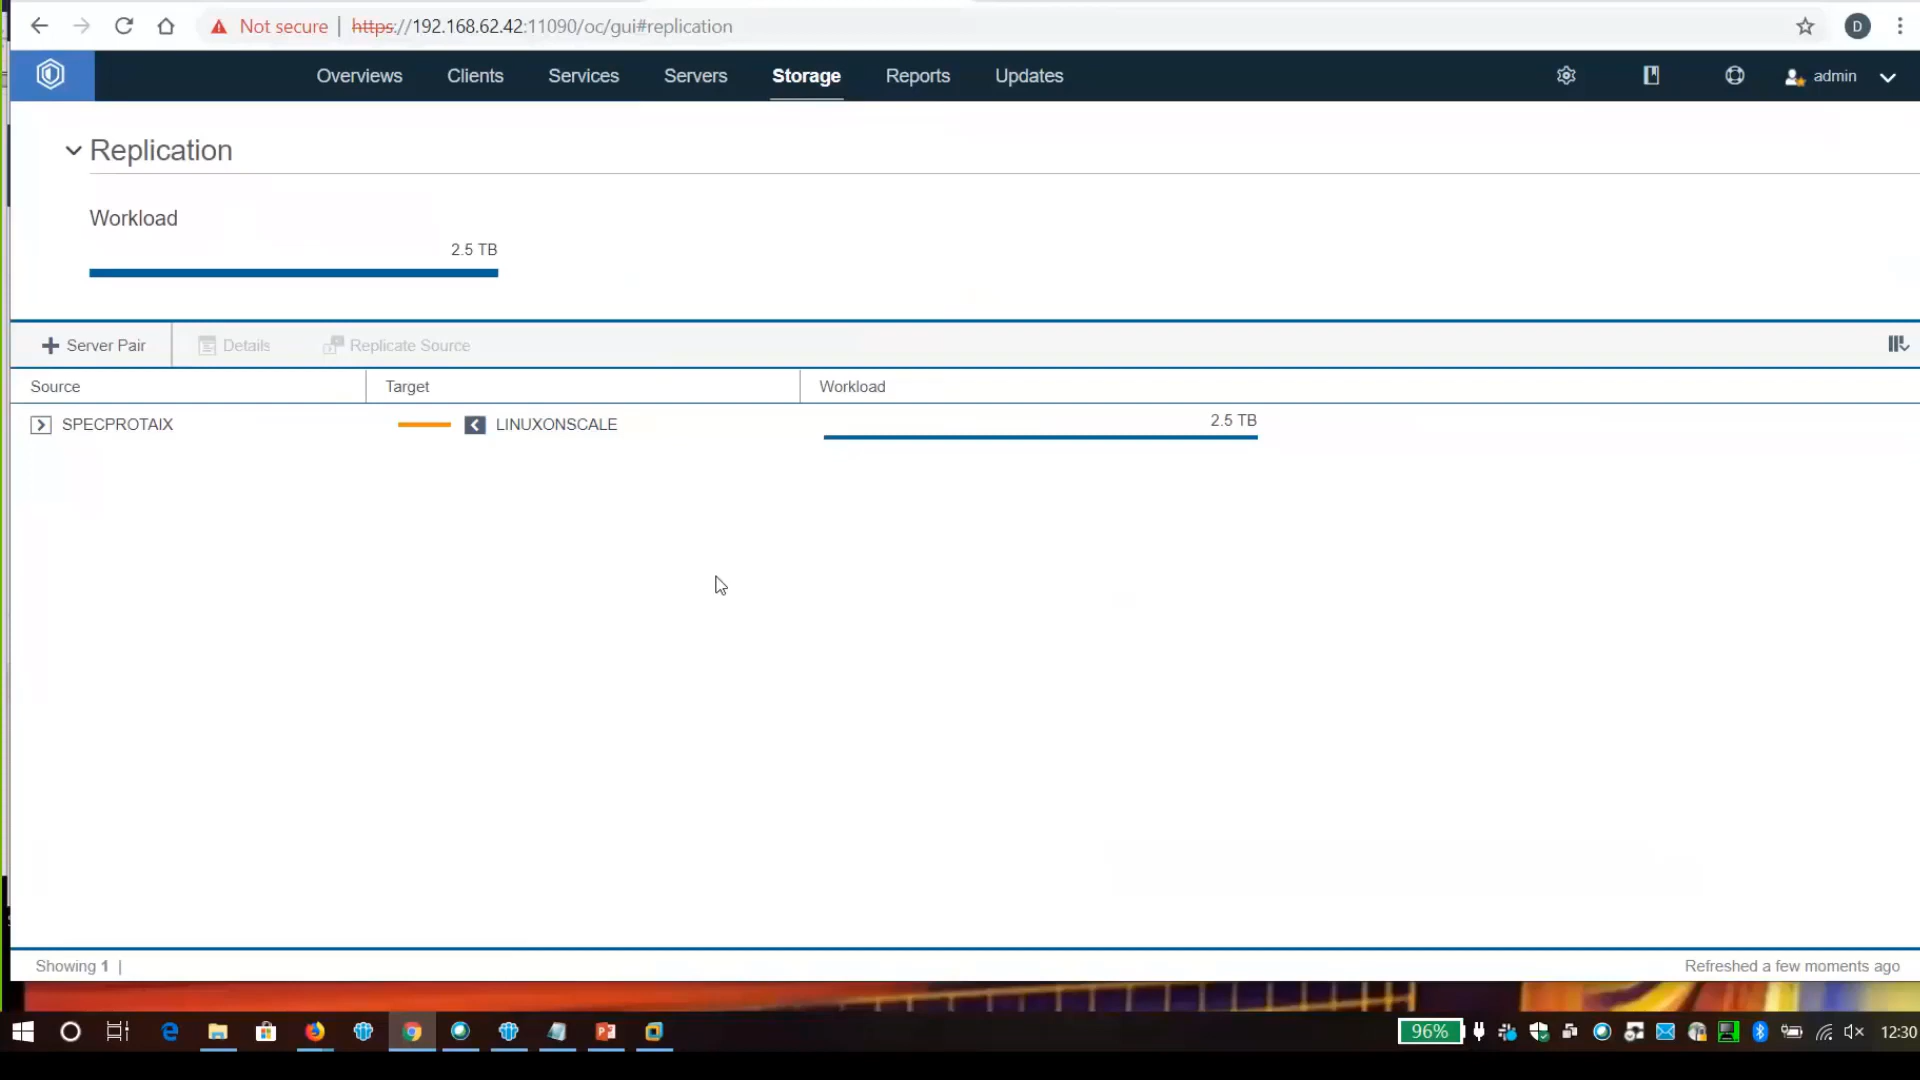 Not secure | https://192.168.62.42:11090/oc/gui#replication
D
Overviews Clients Services Servers Storage Reports Updates admin
Replication
Workload
2.5 TB
Server Pair Details Replicate Source
Source Target Workload
SPECPROTAIX LINUXONSCALE 2.5 TB
Showing 1 | Refreshed a few moments ago
96% 12:30